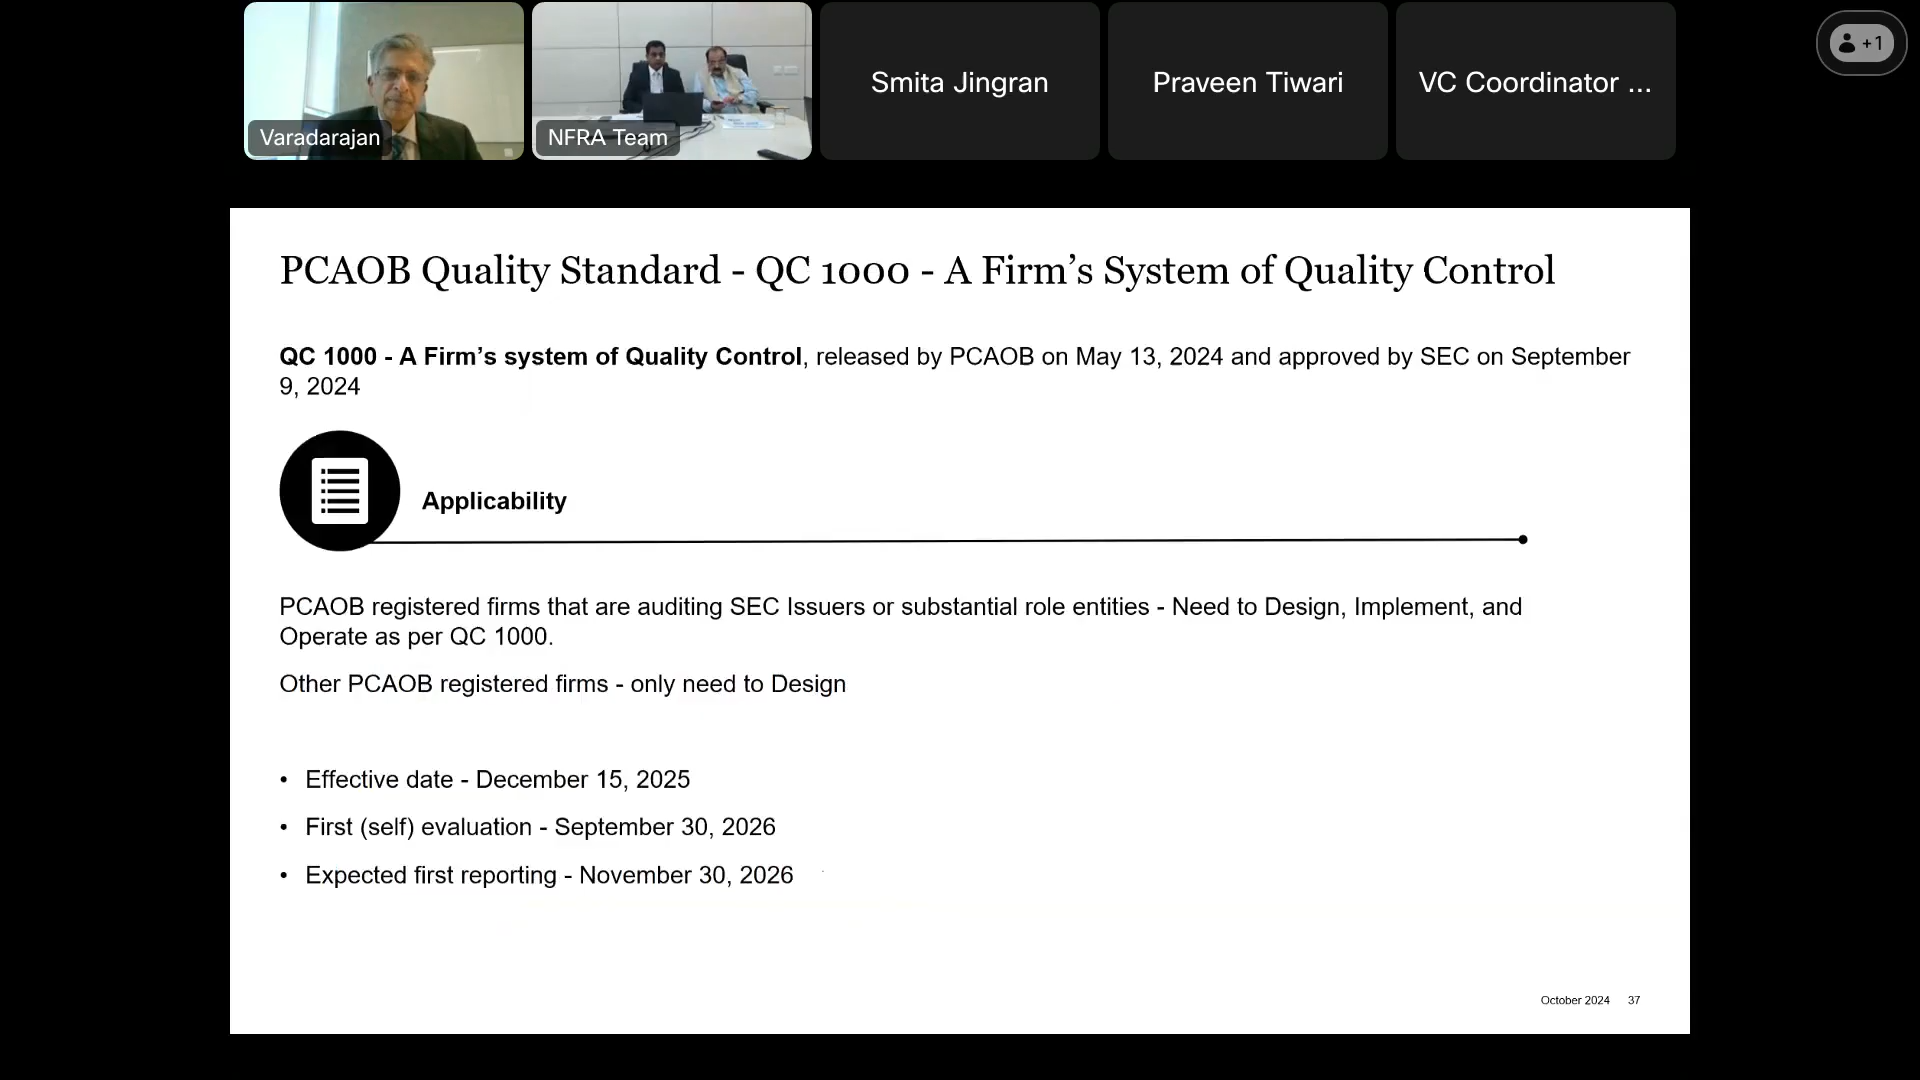 Varadarajan
NFRA Team
Smita Jingran
Praveen Tiwari
VC Coordinator ...
+1
PCAOB Quality Standard - QC 1000 - A Firm’s System of Quality Control
QC 1000 - A Firm’s system of Quality Control, released by PCAOB on May 13, 2024 and approved by SEC on September
9, 2024
Applicability
PCAOB registered firms that are auditing SEC Issuers or substantial role entities - Need to Design, Implement, and
Operate as per QC 1000.
Other PCAOB registered firms - only need to Design
• Effective date - December 15, 2025
• First (self) evaluation - September 30, 2026
• Expected first reporting - November 30, 2026
October 2024 37